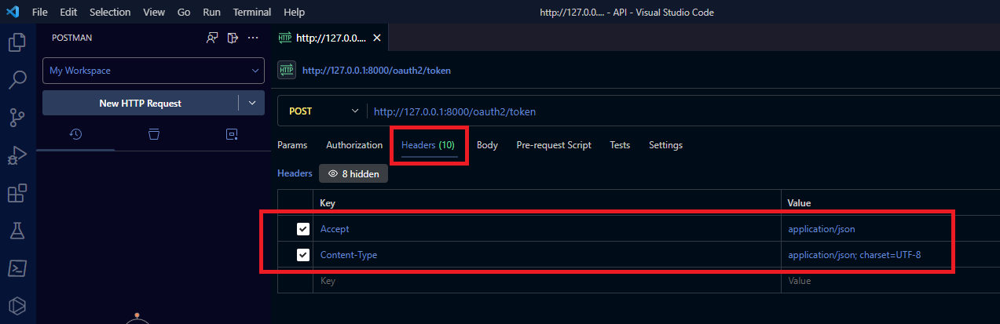 File Edit Selection View Go Run Terminal Help
http://127.0.0.... - API - Visual Studio Code
POSTMAN
My Workspace
New HTTP Request
HTTP http://127.0.0....
HTTP http://127.0.0.1:8000/oauth2/token
POST http://127.0.0.1:8000/oauth2/token
Params Authorization Headers (10) Body Pre-request Script Tests Settings
Headers 8 hidden
Key Value
Accept application/json
Content-Type application/json; charset=UTF-8
Key Value